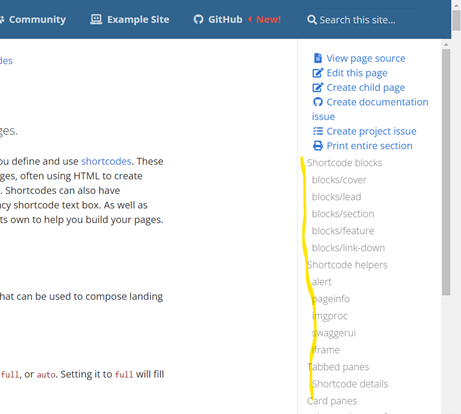 Community Example Site GitHub New! Search this site...
des
View page source
Edit this page
Create child page
Create documentation
issue
Create project issue
Print entire section
ges.
ou define and use shortcodes. These
ges, often using HTML to create
. Shortcodes can also have
ncy shortcode text box. As well as
ts own to help you build your pages.
hat can be used to compose landing
full, or auto. Setting it to full will fill
Shortcode blocks
blocks/cover
blocks/lead
blocks/section
blocks/feature
blocks/link-down
Shortcode helpers
alert
pageinfo
imgproc
swaggerui
iframe
Tabbed panes
Shortcode details
Card panes